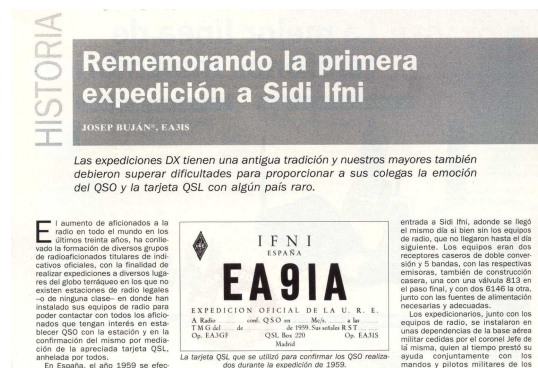 HISTORIA
Rememorando la primera
expedición a Sidi Ifni
JOSEP BUJÁN*, EA3IS
Las expediciones DX tienen una antigua tradición y nuestros mayores también
debieron superar dificultades para proporcionar a sus colegas la emoción
del QSO y la tarjeta QSL con algún país raro.
El aumento de aficionados a la
radio en todo el mundo en los
últimos treinta años, ha conlle-
vado la formación de diversos grupos
de radioaficionados titulares de indi-
cativos oficiales, con la finalidad de
realizar expediciones a diversos luga-
res del globo terráqueo en los que no
existen estaciones de radio legales
–o de ninguna clase– en donde han
instalado sus equipos de radio para
poder contactar con todos los aficio-
nados que tengan interés en esta-
blecer QSO con la estación y en la
confirmación del mismo por media-
ción de la apreciada tarjeta QSL,
anhelada por todos.
En España, el año 1959 se efec-
IFNI
ESPAÑA
EA9IA
EXPEDICION OFICIAL DE LA U. R. E.
A Radio conf. QSO en Mc/s. a las
TMG del de de 1959. Sus señales RST
Op. EA3GF QSL Box 220 Op. EA3IS
Madrid
La tarjeta QSL que se utilizó para confirmar los QSO realiza-
dos durante la expedición de 1959.
entrada a Sidi Ifni, adonde se llegó
el mismo día si bien sin los equipos
de radio, que no llegaron hasta el día
siguiente. Los equipos eran dos
receptores caseros de doble conver-
sión y 5 bandas, con las respectivas
emisoras, también de construcción
casera, una con una válvula 813 en
el paso final, y con dos 6146 la otra,
junto con las fuentes de alimentación
necesarias y adecuadas.
Los expedicionarios, junto con los
equipos de radio, se instalaron en
unas dependencias de la base aérea
militar cedidas por el coronel Jefe de
la misma, quien al tiempo prestó su
ayuda conjuntamente con los
mandos y pilotos militares de los